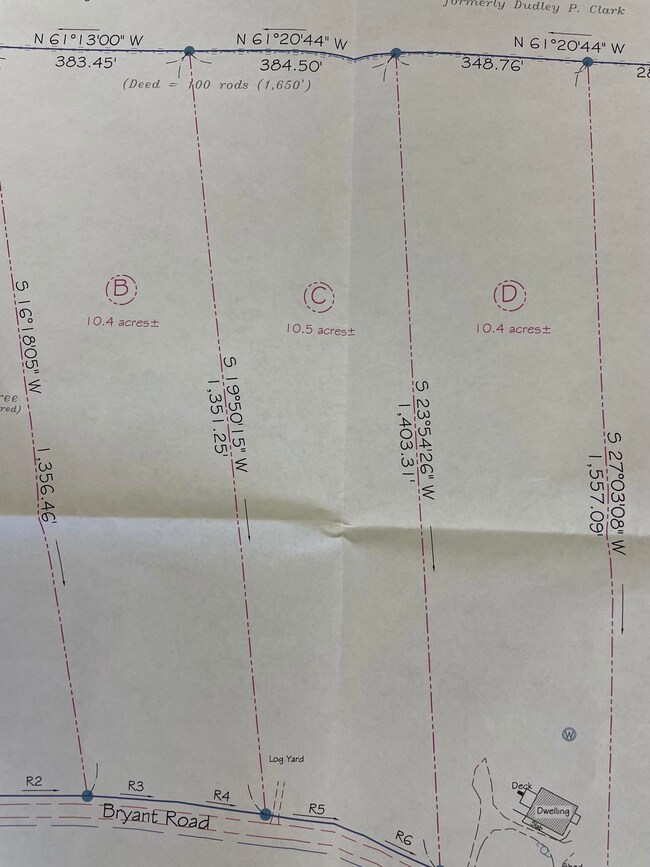 formerly Dudley P. Clark
N 61°13'00" W
383.45'
N 61°20'44" W
384.50'
(Deed = 100 rods (1,650')
N 61°20'44" W
348.76'
B
10.4 acres±
C
10.5 acres±
D
10.4 acres±
S 16°18'05" W
1,356.46'
S 19°50'15" W
1,351.25'
S 23°54'26" W
1,403.31'
S 27°03'08" W
1,557.09'
W
Log Yard
R2
R3
R4
R5
R6
Bryant Road
Deck
Dwelling